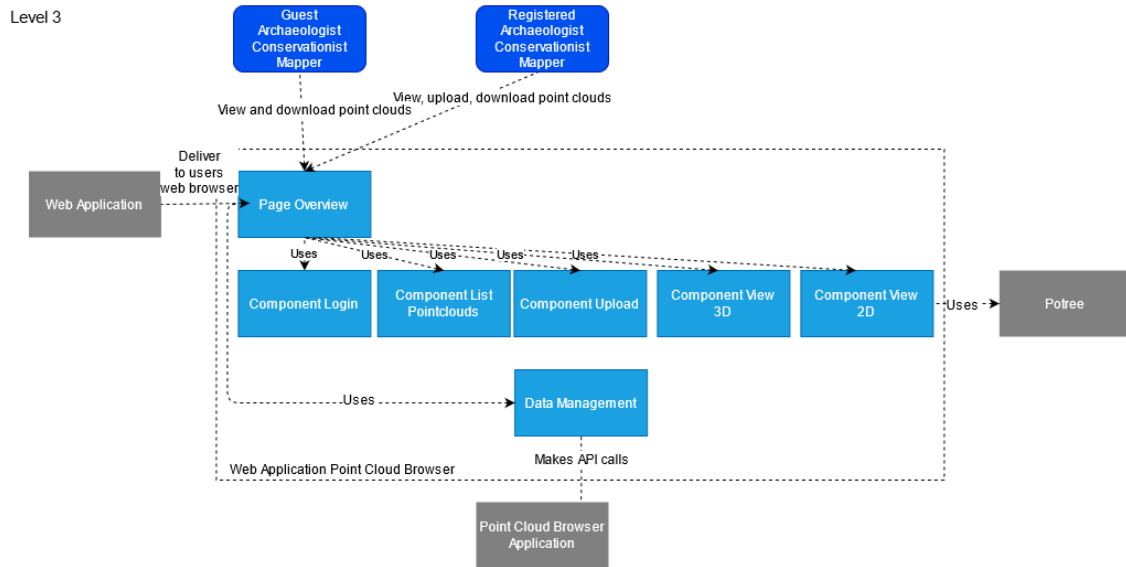 Level 3
Guest
Archaeologist
Conservationist
Mapper
Registered
Archaeologist
Conservationist
Mapper
View and download point clouds
View, upload, download point clouds
Deliver
to users
web browser
Web Application
Page Overview
Uses
Uses
Uses
Uses
Component Login
Component List
Pointclouds
Component Upload
Component View
3D
Component View
2D
Uses
Potree
Uses
Data Management
Makes API calls
Web Application Point Cloud Browser
Point Cloud Browser
Application